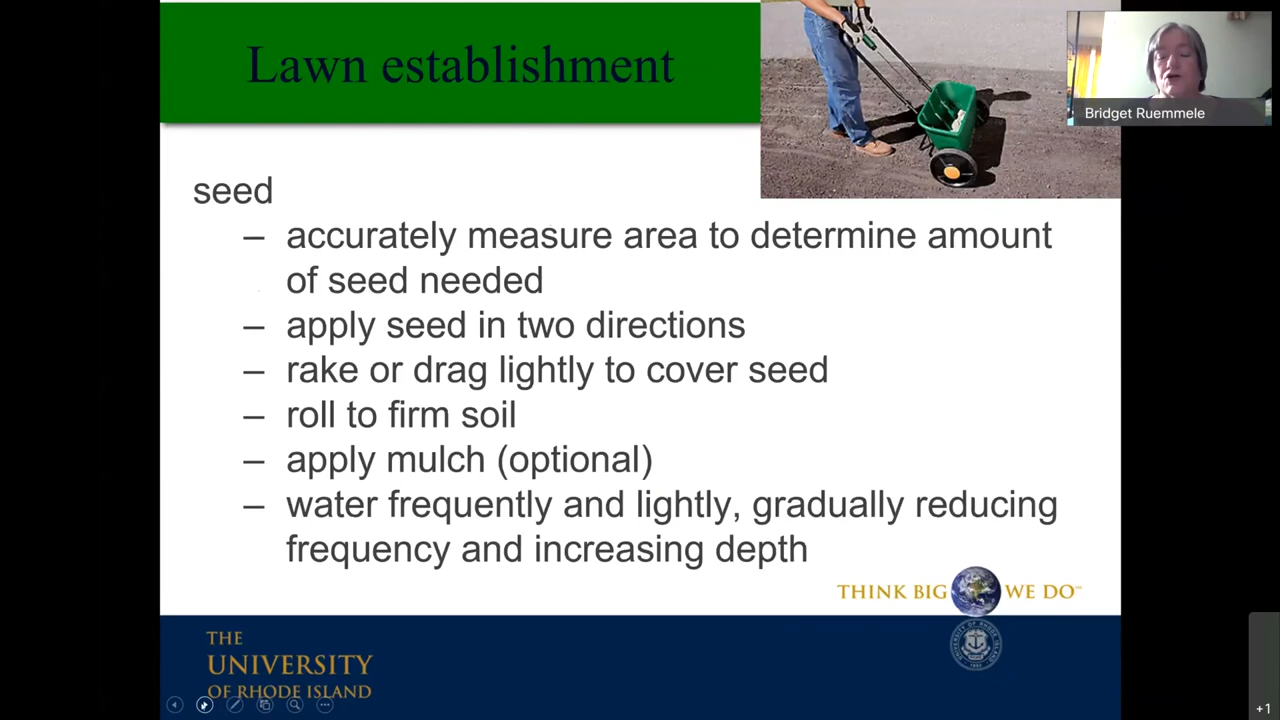 Lawn establishment
Bridget Ruemmele
seed
– accurately measure area to determine amount
of seed needed
– apply seed in two directions
– rake or drag lightly to cover seed
– roll to firm soil
– apply mulch (optional)
– water frequently and lightly, gradually reducing
frequency and increasing depth
THINK BIG WE DO℠
THE
UNIVERSITY
OF RHODE ISLAND
+1